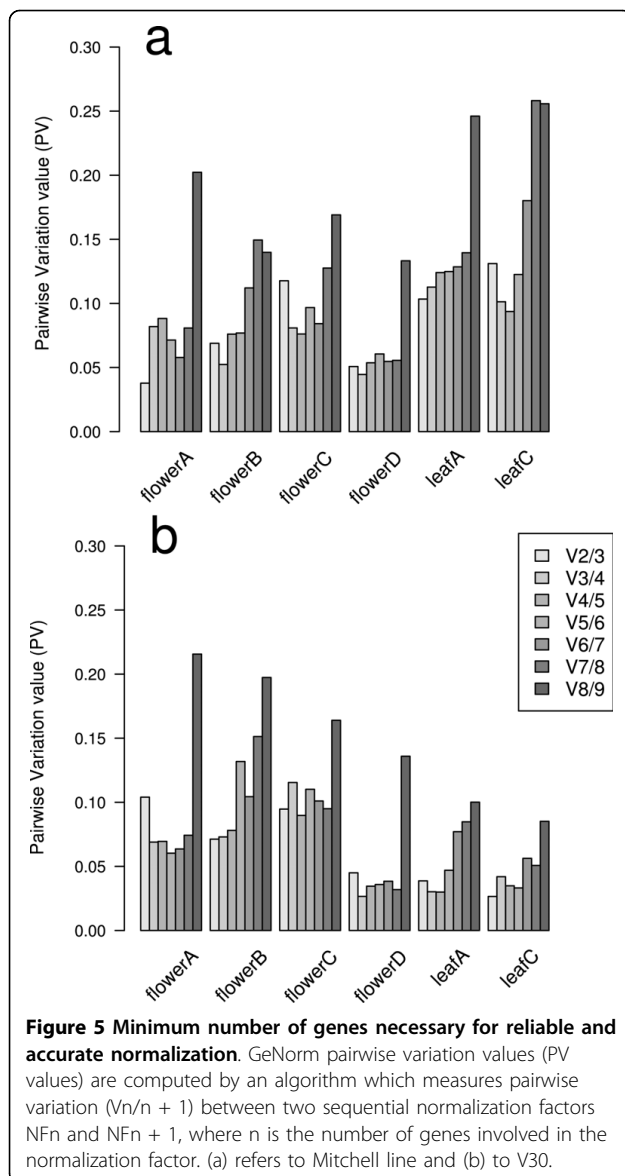 a
0.30
0.25
0.20
0.15
0.10
0.05
0.00
Pairwise Variation value (PV)
flowerA
flowerB
flowerC
flowerD
leafA
leafC
b
0.30
0.25
0.20
0.15
0.10
0.05
0.00
Pairwise Variation value (PV)
V2/3
V3/4
V4/5
V5/6
V6/7
V7/8
V8/9
flowerA
flowerB
flowerC
flowerD
leafA
leafC
Figure 5 Minimum number of genes necessary for reliable and
accurate normalization. GeNorm pairwise variation values (PV
values) are computed by an algorithm which measures pairwise
variation (Vn/n + 1) between two sequential normalization factors
NFn and NFn + 1, where n is the number of genes involved in the
normalization factor. (a) refers to Mitchell line and (b) to V30.